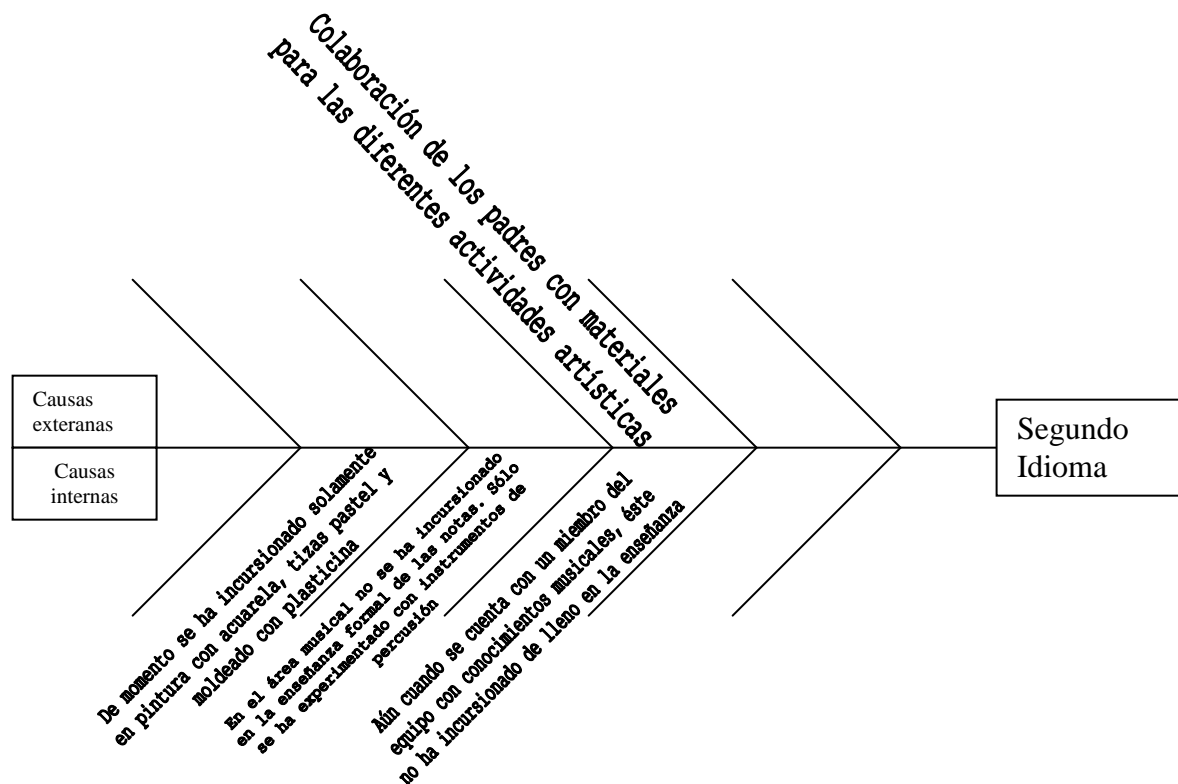 Colaboración de los padres con materiales
para las diferentes actividades artísticas
Causas
exteranas
Causas
internas
Segundo
Idioma
De momento se ha incursionado solamente
en pintura con acuarela, tizas pastel y
moldeado con plasticina
En el área musical no se ha incursionado
en la enseñanza formal de las notas. Sólo
se ha experimentado con instrumentos de
percusión
Aún cuando se cuenta con un miembro del
equipo con conocimientos musicales, éste
no ha incursionado de lleno en la enseñanza